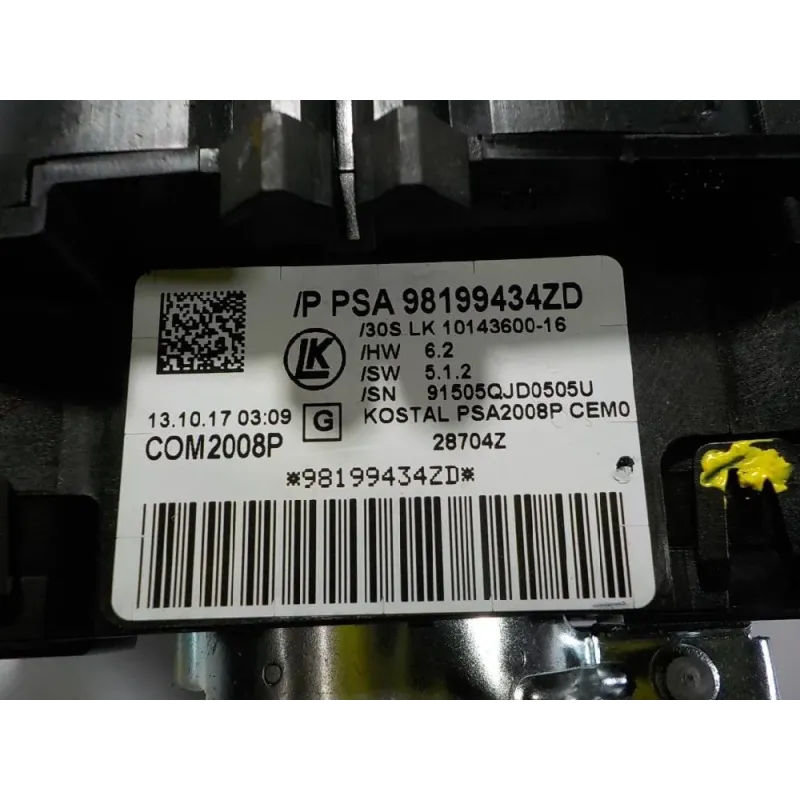 /P PSA 98199434ZD
/30S LK 10143600-16
LK
/HW 6.2
/SW 5.1.2
/SN 91505QJD0505U
13.10.17 03:09 G KOSTAL PSA2008P CEM0
COM2008P 28704Z
*98199434ZD*